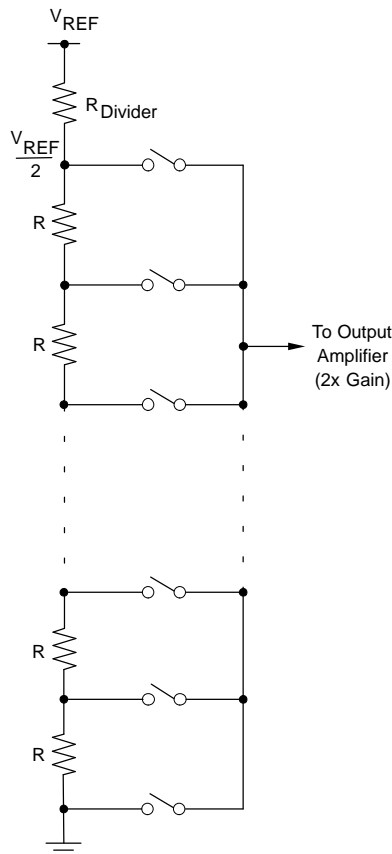 VREF
RDivider
VREF
2
R
R
To Output
Amplifier
(2x Gain)
R
R